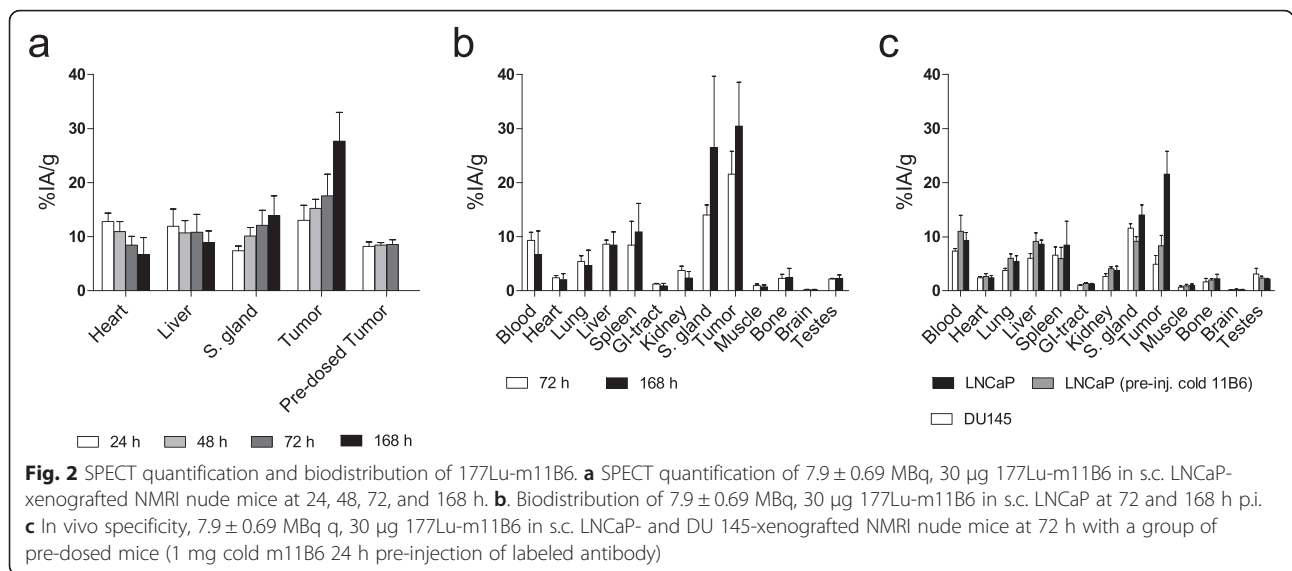 a
40
30
20
10
0
%IA/g
Heart
Liver
S. gland
Tumor
Pre-dosed Tumor
24 h 48 h 72 h 168 h
b
40
30
20
10
0
%IA/g
Blood
Heart
Lung
Liver
Spleen
GI-tract
Kidney
S. gland
Tumor
Muscle
Bone
Brain
Testes
72 h 168 h
c
40
30
20
10
0
%IA/g
Blood
Heart
Lung
Liver
Spleen
GI-tract
Kidney
S. gland
Tumor
Muscle
Bone
Brain
Testes
LNCaP LNCaP (pre-inj. cold 11B6)
DU145
Fig. 2 SPECT quantification and biodistribution of 177Lu-m11B6. a SPECT quantification of 7.9 ± 0.69 MBq, 30 μg 177Lu-m11B6 in s.c. LNCaP-
xenografted NMRI nude mice at 24, 48, 72, and 168 h. b. Biodistribution of 7.9 ± 0.69 MBq, 30 μg 177Lu-m11B6 in s.c. LNCaP at 72 and 168 h p.i.
c In vivo specificity, 7.9 ± 0.69 MBq q, 30 μg 177Lu-m11B6 in s.c. LNCaP- and DU 145-xenografted NMRI nude mice at 72 h with a group of
pre-dosed mice (1 mg cold m11B6 24 h pre-injection of labeled antibody)